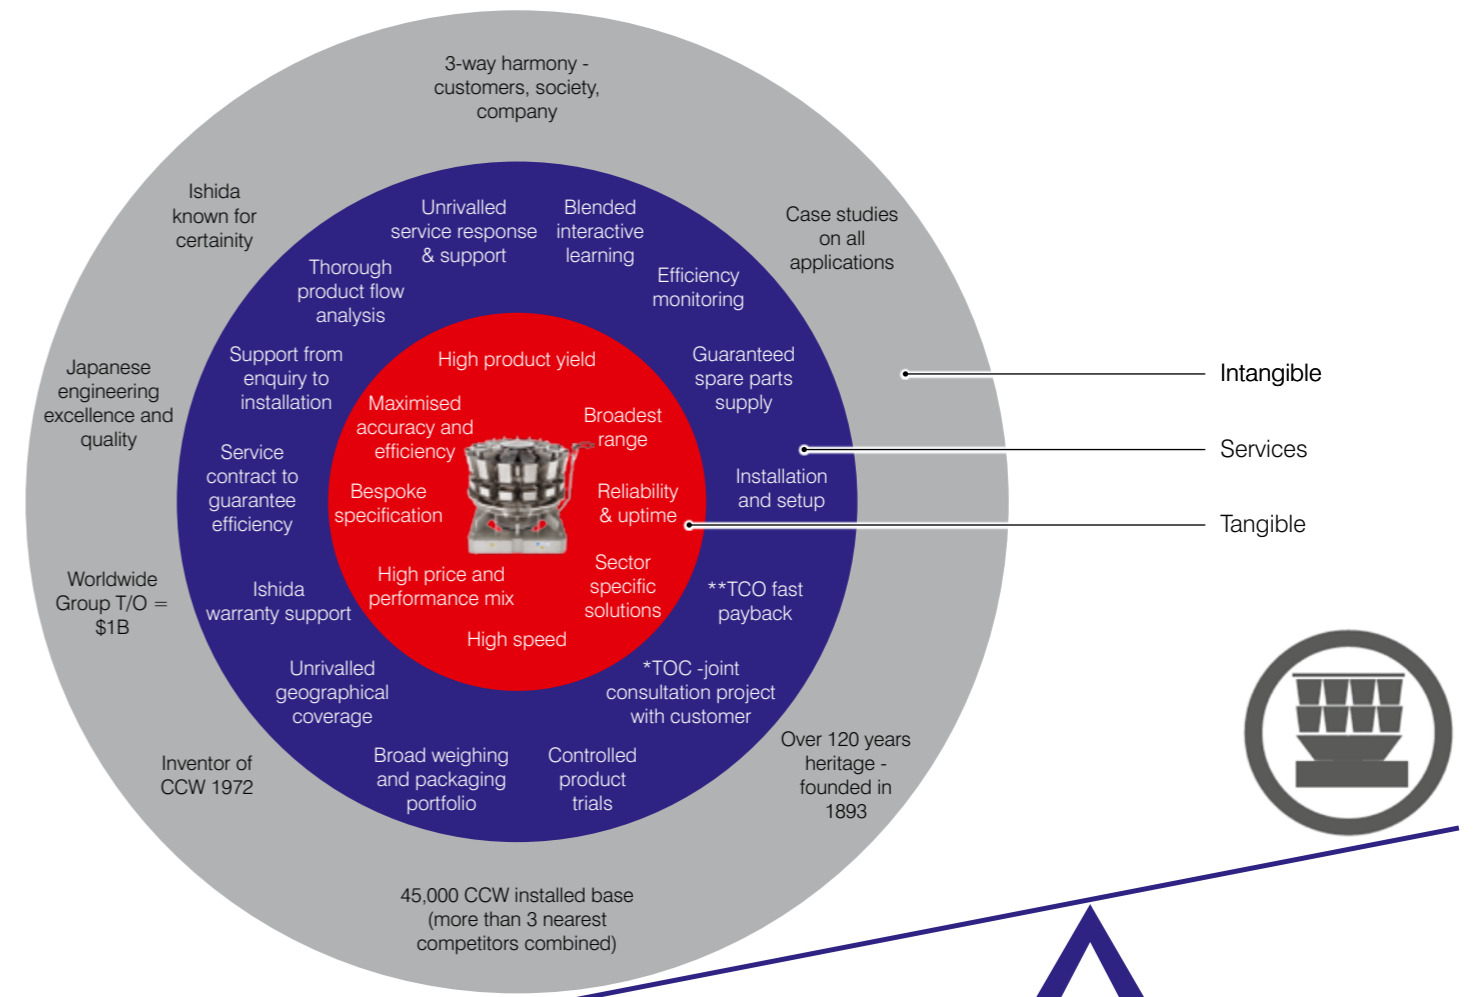 3-way harmony -
customers, society,
company
Ishida
known for
certainity
Case studies
on all
applications
Japanese
engineering
excellence and
quality
Worldwide
Group T/O =
$1B
Inventor of
CCW 1972
Over 120 years
heritage -
founded in
1893
45,000 CCW installed base
(more than 3 nearest
competitors combined)
Unrivalled
service response
& support
Blended
interactive
learning
Thorough
product flow
analysis
Efficiency
monitoring
Support from
enquiry to
installation
Guaranteed
spare parts
supply
Service
contract to
guarantee
efficiency
Installation
and setup
Ishida
warranty support
**TCO fast
payback
Unrivalled
geographical
coverage
*TOC -joint
consultation project
with customer
Broad weighing
and packaging
portfolio
Controlled
product
trials
High product yield
Maximised
accuracy and
efficiency
Broadest
range
Bespoke
specification
Reliability
& uptime
High price and
performance mix
Sector
specific
solutions
High speed
Intangible
Services
Tangible